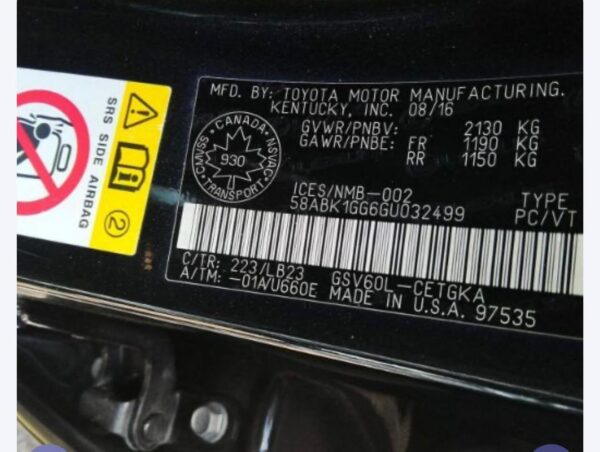 MFD. BY: TOYOTA MOTOR MANUFACTURING.
KENTUCKY, INC. 08/16
GVWR/PNBV: 2130 KG
GAWR/PNBE: FR 1190 KG
RR 1150 KG
CANADA
930
TRANSPORT
CMVSS
NSVAC
ICES/NMB-002
58ABK1GG6GU032499
TYPE
PC/VT
C/TR: 223/LB23 GSV60L-CETGKA
A/TM: -01A/U660E MADE IN U.S.A. 97535
SRS SIDE AIRBAG
2